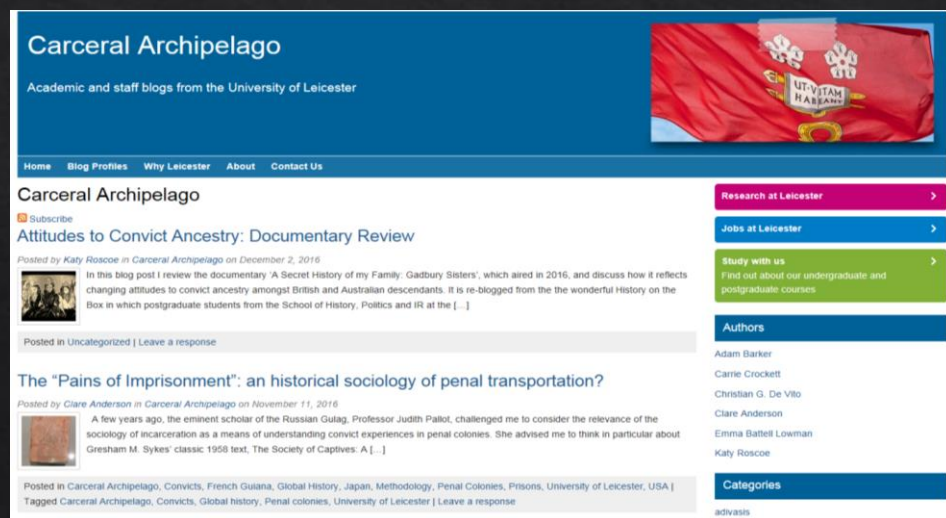 Carceral Archipelago
Academic and staff blogs from the University of Leicester
UT·VITAM
HABEANT
Home Blog Profiles Why Leicester About Contact Us
Carceral Archipelago
Subscribe
Attitudes to Convict Ancestry: Documentary Review
Posted by Katy Roscoe in Carceral Archipelago on December 2, 2016
In this blog post I review the documentary 'A Secret History of my Family: Gadbury Sisters', which aired in 2016, and discuss how it reflects
changing attitudes to convict ancestry amongst British and Australian descendants. It is re-blogged from the the wonderful History on the
Box in which postgraduate students from the School of History, Politics and IR at the [...]
Posted in Uncategorized | Leave a response
The "Pains of Imprisonment": an historical sociology of penal transportation?
Posted by Clare Anderson in Carceral Archipelago on November 11, 2016
A few years ago, the eminent scholar of the Russian Gulag, Professor Judith Pallot, challenged me to consider the relevance of the
sociology of incarceration as a means of understanding convict experiences in penal colonies. She advised me to think in particular about
Gresham M. Sykes' classic 1958 text, The Society of Captives: A [...]
Posted in Carceral Archipelago, Convicts, French Guiana, Global History, Japan, Methodology, Penal Colonies, Prisons, University of Leicester, USA |
Tagged Carceral Archipelago, Convicts, Global history, Penal colonies, University of Leicester | Leave a response
Research at Leicester
Jobs at Leicester
Study with us
Find out about our undergraduate and
postgraduate courses
Authors
Adam Barker
Carrie Crockett
Christian G. De Vito
Clare Anderson
Emma Battell Lowman
Katy Roscoe
Categories
adivasis